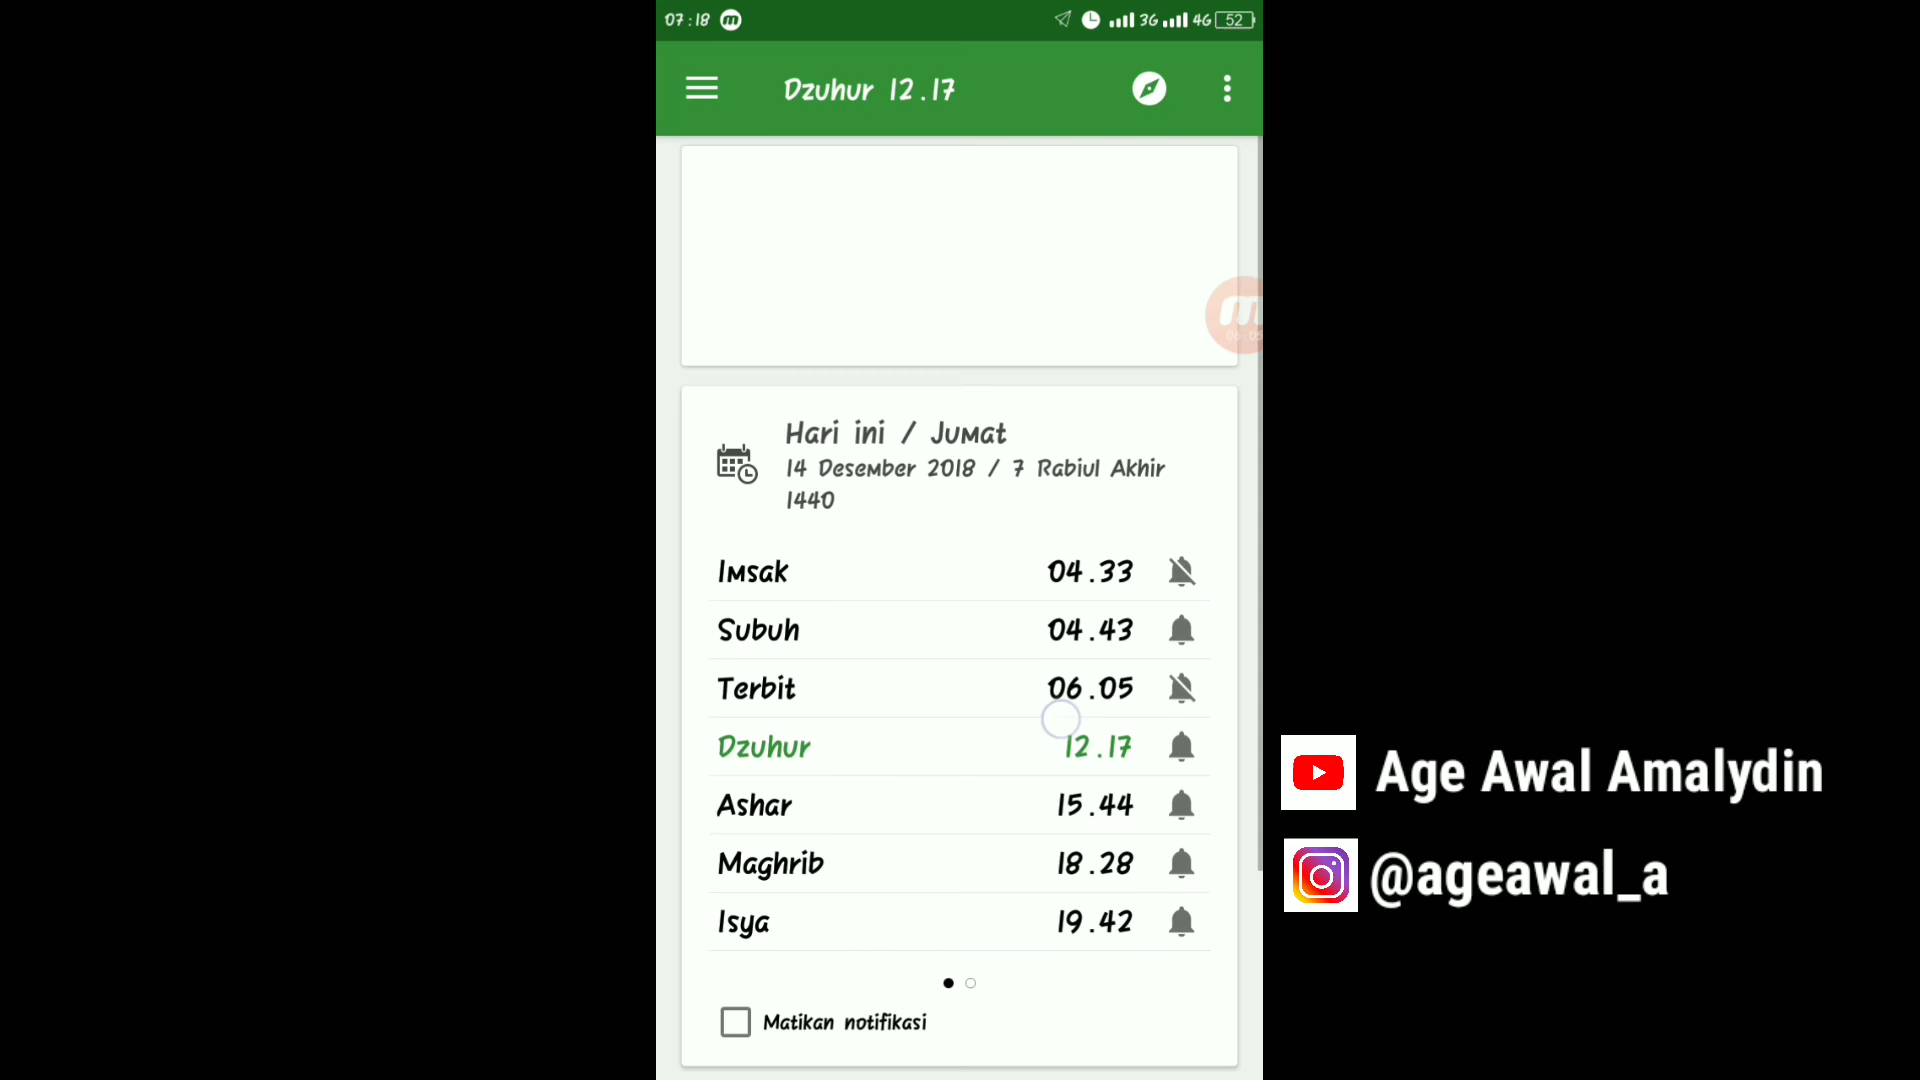 07:18 m 3G 4G 52
Dzuhur 12.17
m
Hari ini / Jumat
14 Desember 2018 / 7 Rabiul Akhir
1440
Imsak 04.33
Subuh 04.43
Terbit 06.05
Dzuhur 12.17
Ashar 15.44
Maghrib 18.28
Isya 19.42
Matikan notifikasi
Age Awal Amalydin
@ageawal_a